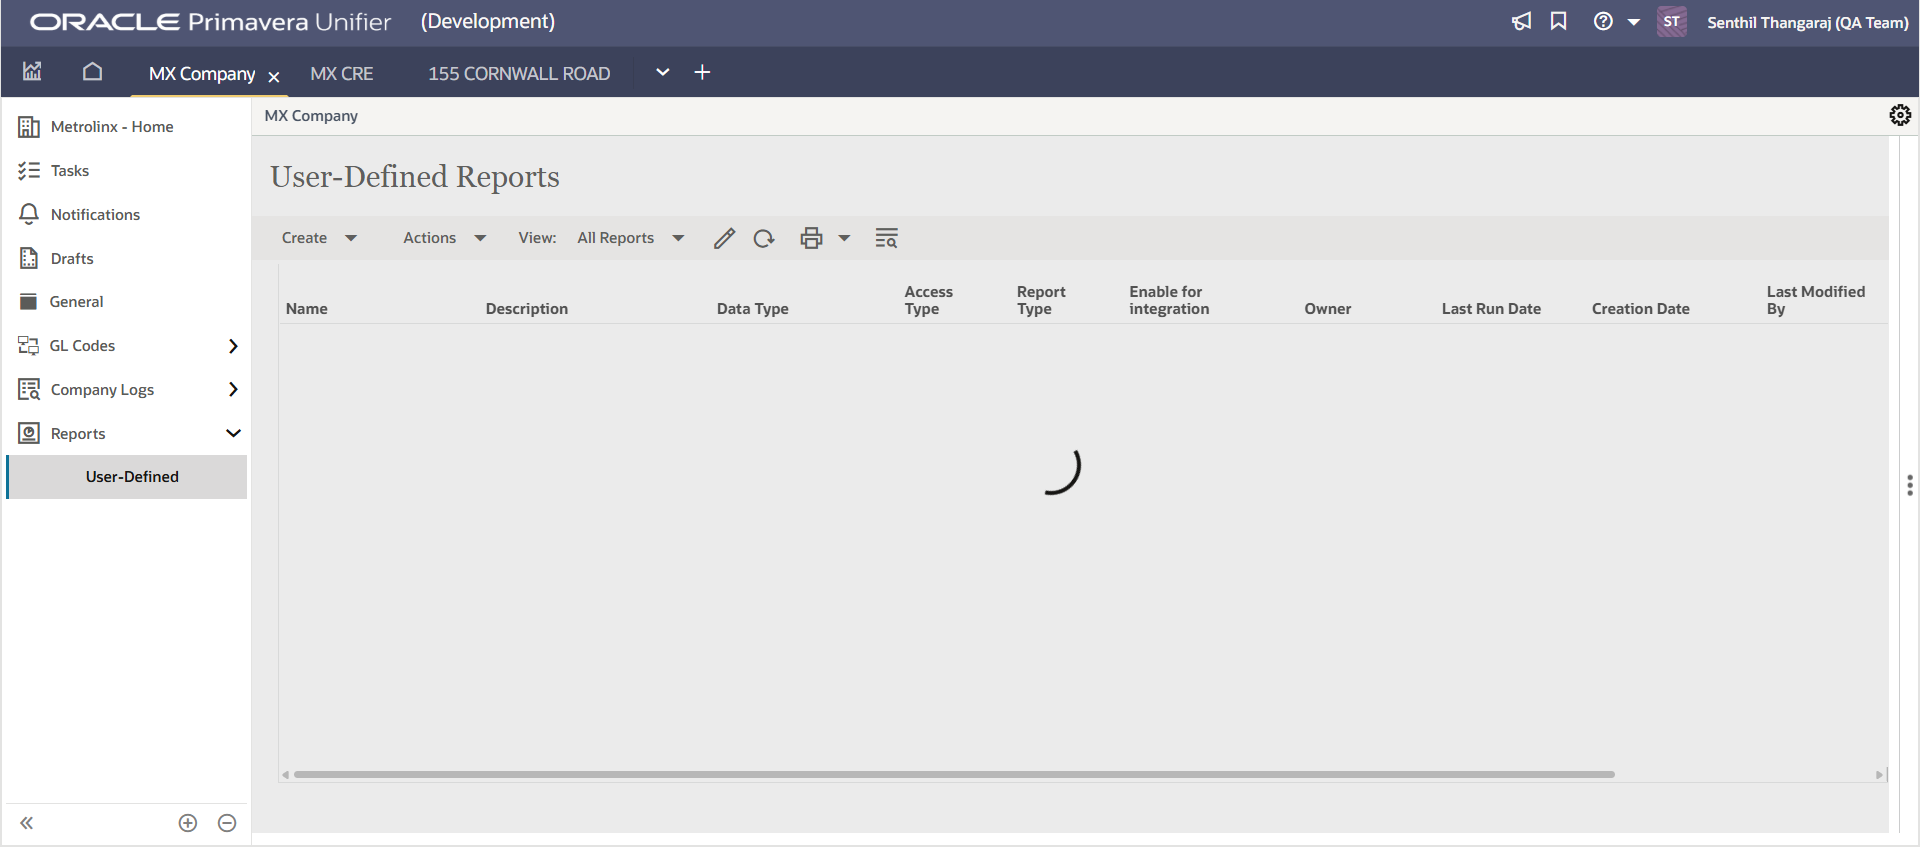 ORACLE Primavera Unifier (Development)
ST Senthil Thangaraj (QA Team)
MX Company MX CRE 155 CORNWALL ROAD
Metrolinx - Home
Tasks
Notifications
Drafts
General
GL Codes
Company Logs
Reports
User-Defined
MX Company
User-Defined Reports
Create Actions View: All Reports
Name Description Data Type Access Type Report Type Enable for integration Owner Last Run Date Creation Date Last Modified By